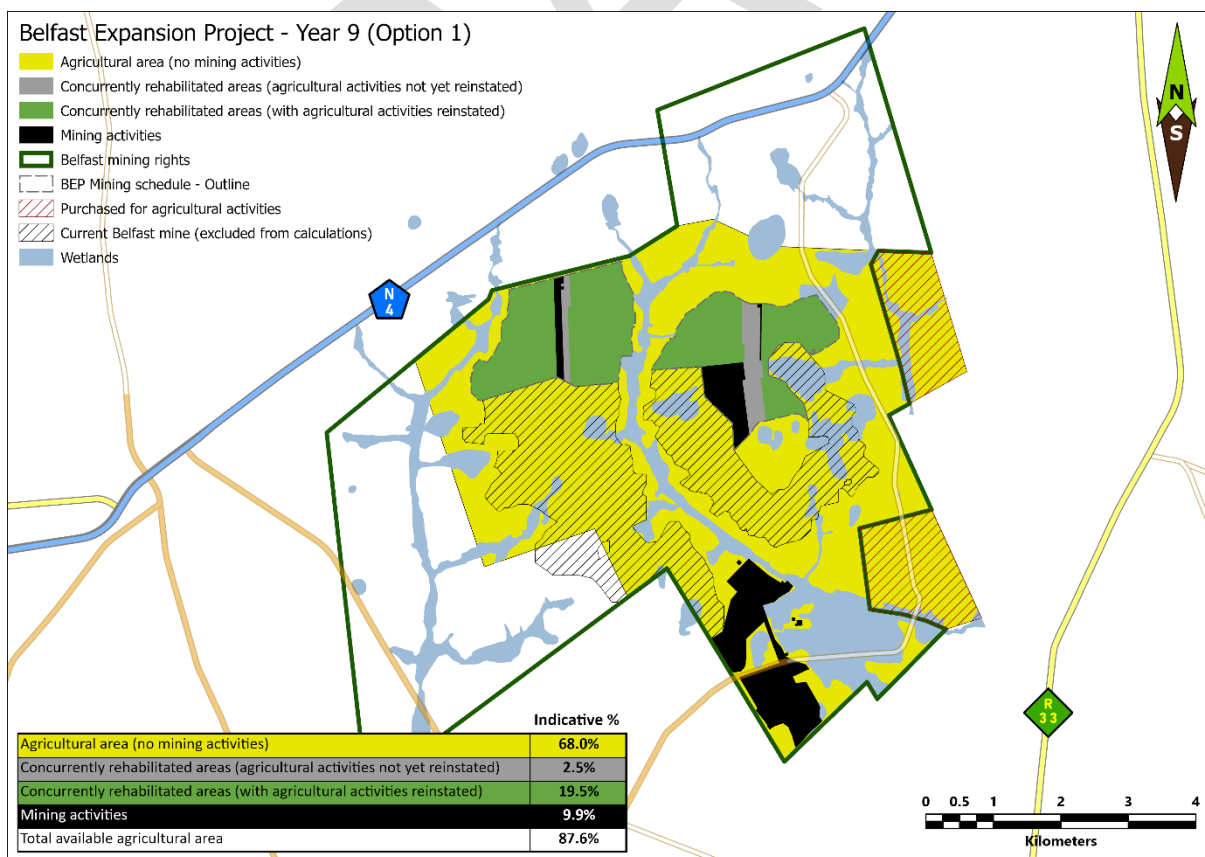 Belfast Expansion Project - Year 9 (Option 1)
Agricultural area (no mining activities)
Concurrently rehabilitated areas (agricultural activities not yet reinstated)
Concurrently rehabilitated areas (with agricultural activities reinstated)
Mining activities
Belfast mining rights
BEP Mining schedule - Outline
Purchased for agricultural activities
Current Belfast mine (excluded from calculations)
Wetlands
N
S
N
4
R
33
Indicative %
Agricultural area (no mining activities) 68.0%
Concurrently rehabilitated areas (agricultural activities not yet reinstated) 2.5%
Concurrently rehabilitated areas (with agricultural activities reinstated) 19.5%
Mining activities 9.9%
Total available agricultural area 87.6%
0 0.5 1 2 3 4
Kilometers